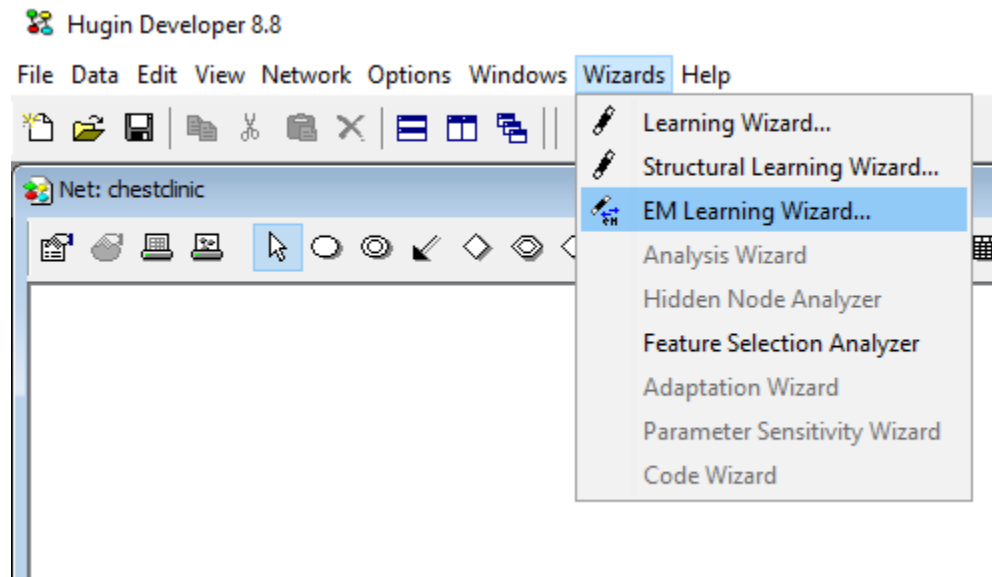 Hugin Developer 8.8
File Data Edit View Network Options Windows Wizards Help
Learning Wizard...
Structural Learning Wizard...
Net: chestclinic
EM Learning Wizard...
Analysis Wizard
Hidden Node Analyzer
Feature Selection Analyzer
Adaptation Wizard
Parameter Sensitivity Wizard
Code Wizard